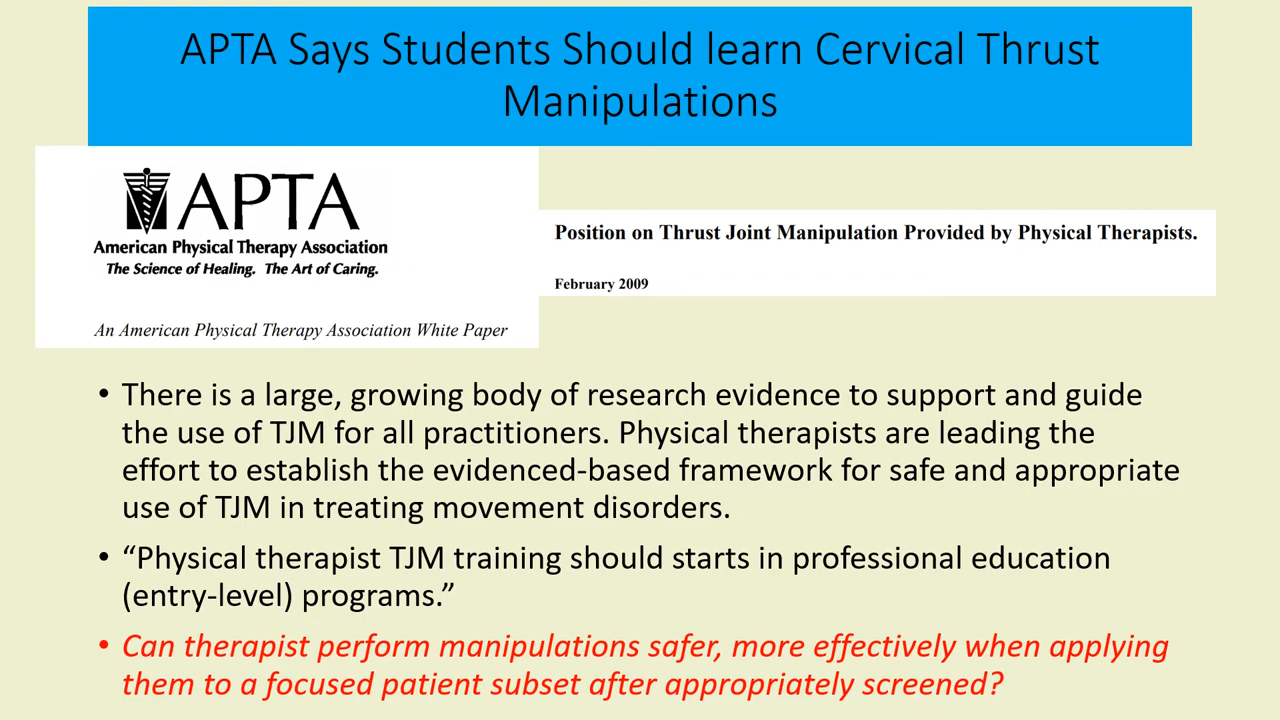 APTA Says Students Should learn Cervical Thrust
Manipulations
APTA
American Physical Therapy Association
The Science of Healing. The Art of Caring.
An American Physical Therapy Association White Paper
Position on Thrust Joint Manipulation Provided by Physical Therapists.
February 2009
• There is a large, growing body of research evidence to support and guide
the use of TJM for all practitioners. Physical therapists are leading the
effort to establish the evidenced-based framework for safe and appropriate
use of TJM in treating movement disorders.
• “Physical therapist TJM training should starts in professional education
(entry-level) programs.”
• Can therapist perform manipulations safer, more effectively when applying
them to a focused patient subset after appropriately screened?